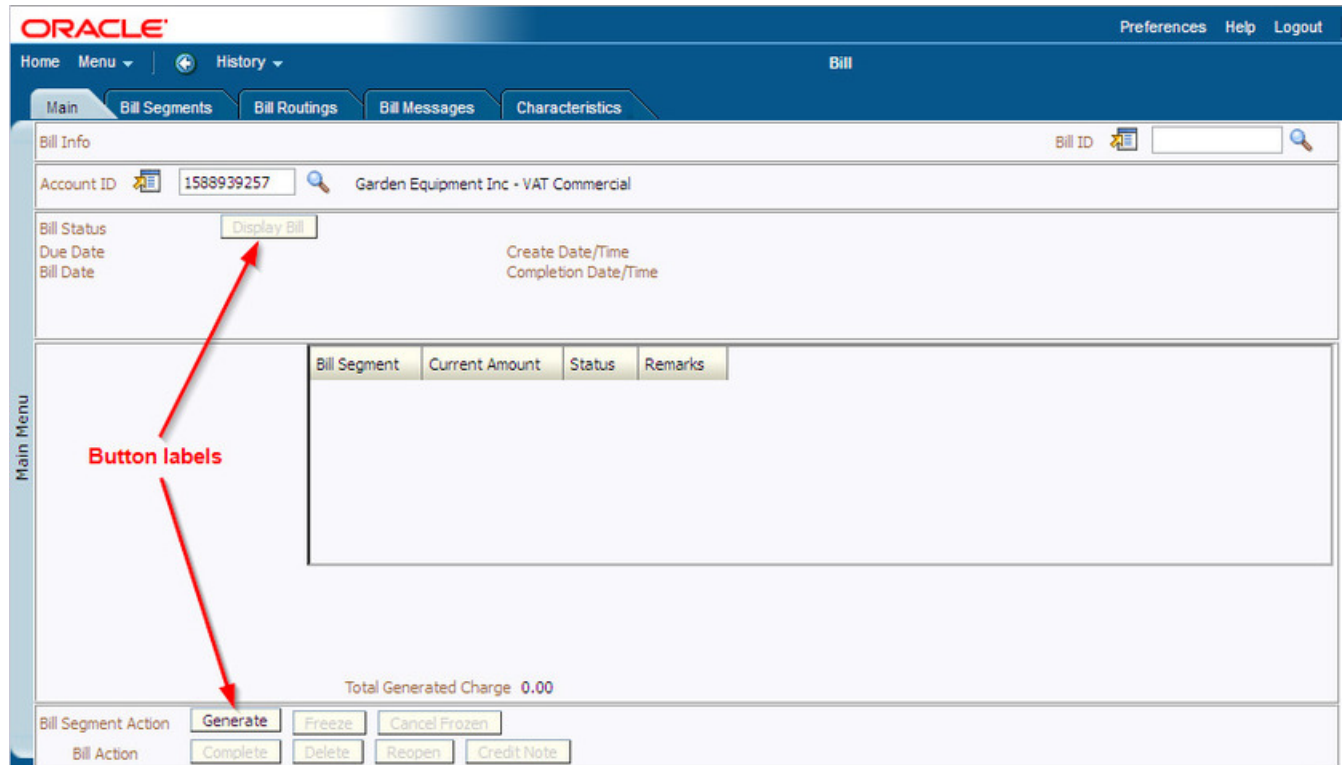 ORACLE
Preferences Help Logout
Home Menu History Bill
Main Bill Segments Bill Routings Bill Messages Characteristics
Bill Info Bill ID
Account ID 1588939257 Garden Equipment Inc - VAT Commercial
Bill Status Display Bill
Due Date Create Date/Time
Bill Date Completion Date/Time
Bill Segment Current Amount Status Remarks
Main Menu
Button labels
Total Generated Charge 0.00
Bill Segment Action Generate Freeze Cancel Frozen
Bill Action Complete Delete Reopen Credit Note